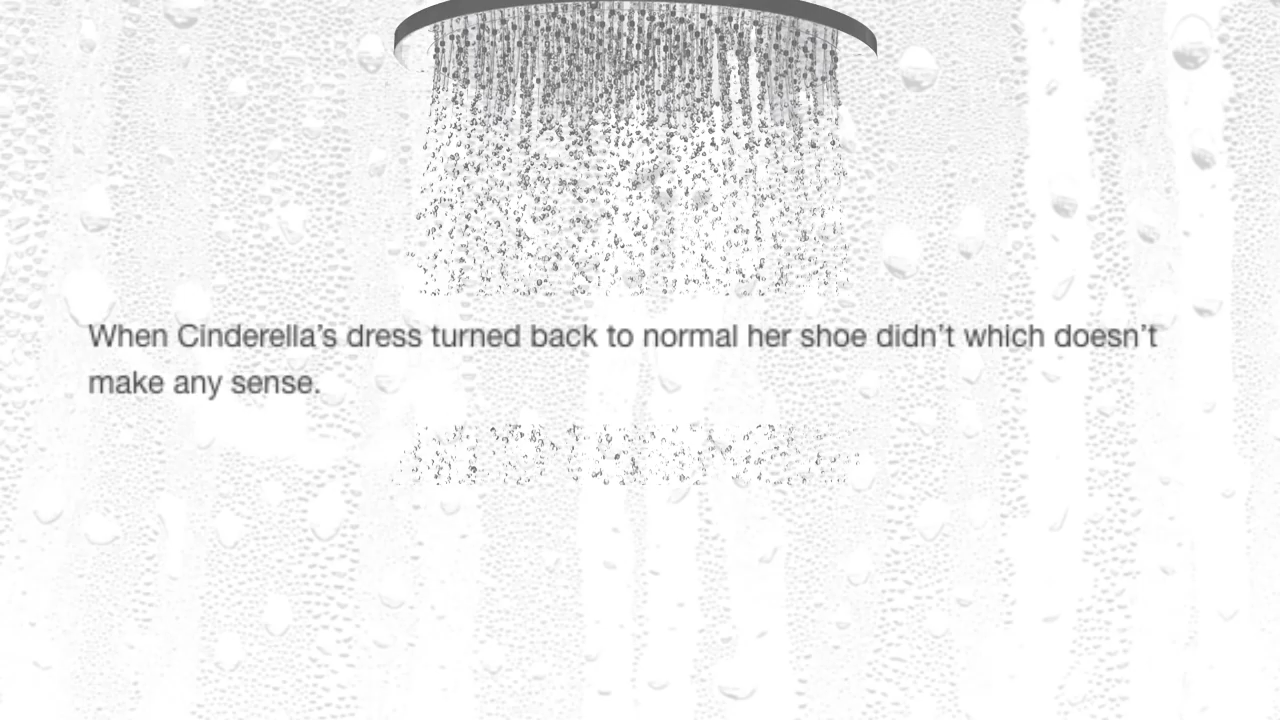 When Cinderella’s dress turned back to normal her shoe didn’t which doesn’t
make any sense.